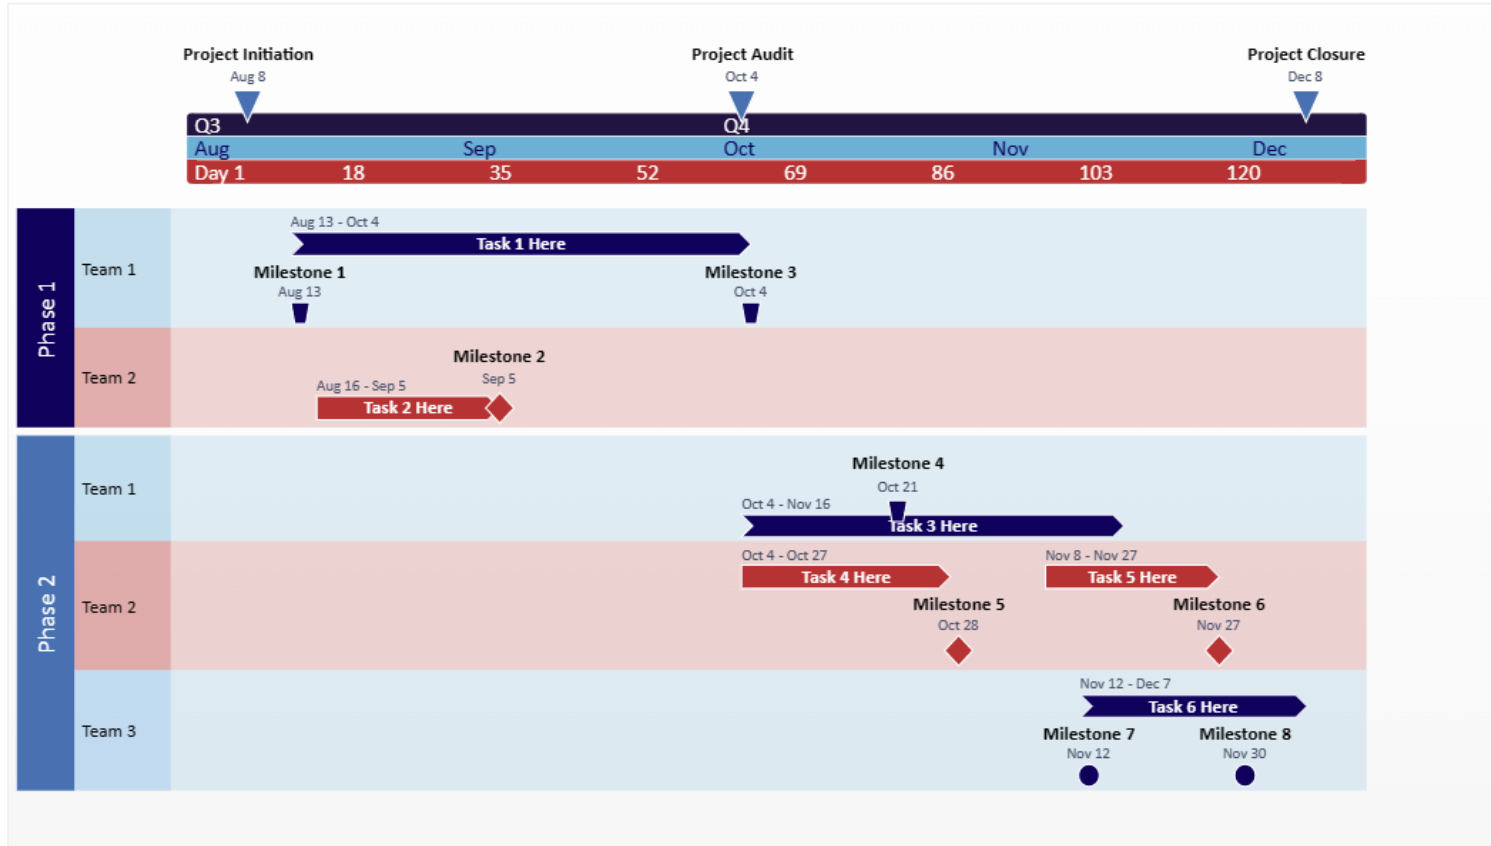 Project Initiation
Aug 8
Project Audit
Oct 4
Project Closure
Dec 8
Q3 Q4
Aug Sep Oct Nov Dec
Day 1 18 35 52 69 86 103 120
Phase 1
Team 1
Aug 13 - Oct 4
Task 1 Here
Milestone 1
Aug 13
Milestone 3
Oct 4
Team 2
Milestone 2
Sep 5
Aug 16 - Sep 5
Task 2 Here
Phase 2
Team 1
Milestone 4
Oct 21
Oct 4 - Nov 16
Task 3 Here
Team 2
Oct 4 - Oct 27
Task 4 Here
Nov 8 - Nov 27
Task 5 Here
Milestone 5
Oct 28
Milestone 6
Nov 27
Team 3
Nov 12 - Dec 7
Task 6 Here
Milestone 7
Nov 12
Milestone 8
Nov 30